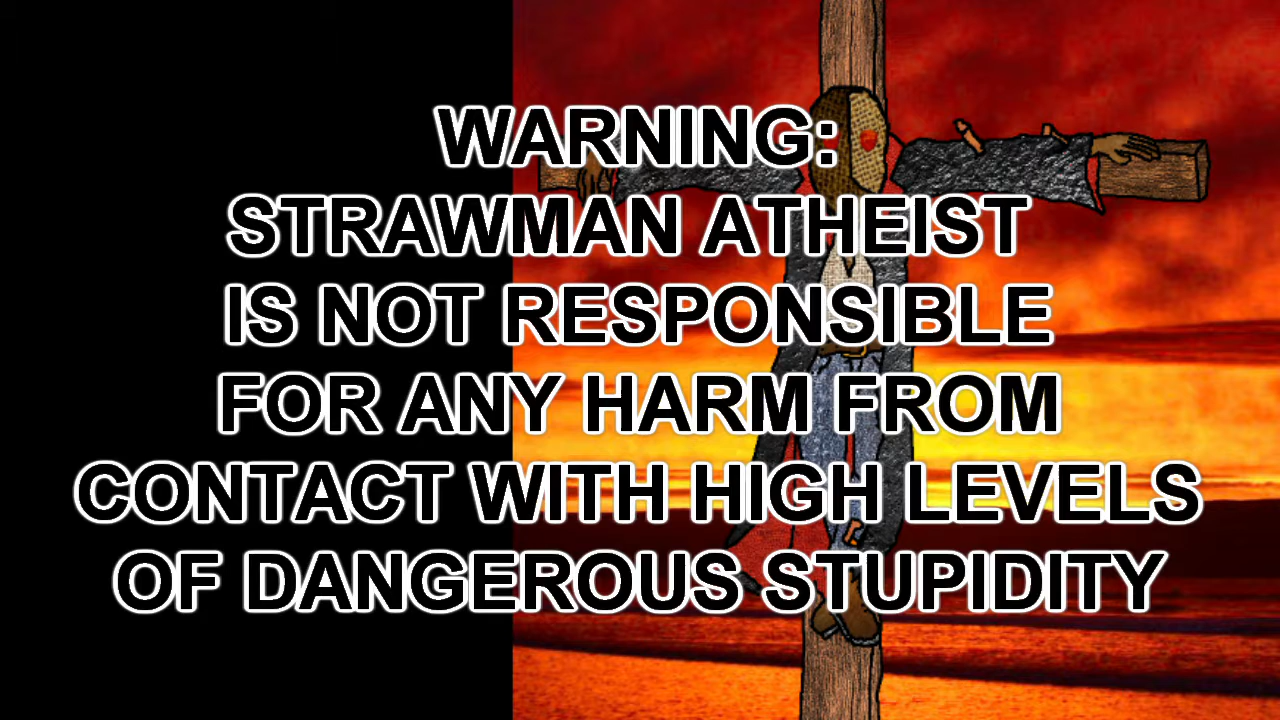 WARNING:
STRAWMAN ATHEIST
IS NOT RESPONSIBLE
FOR ANY HARM FROM
CONTACT WITH HIGH LEVELS
OF DANGEROUS STUPIDITY